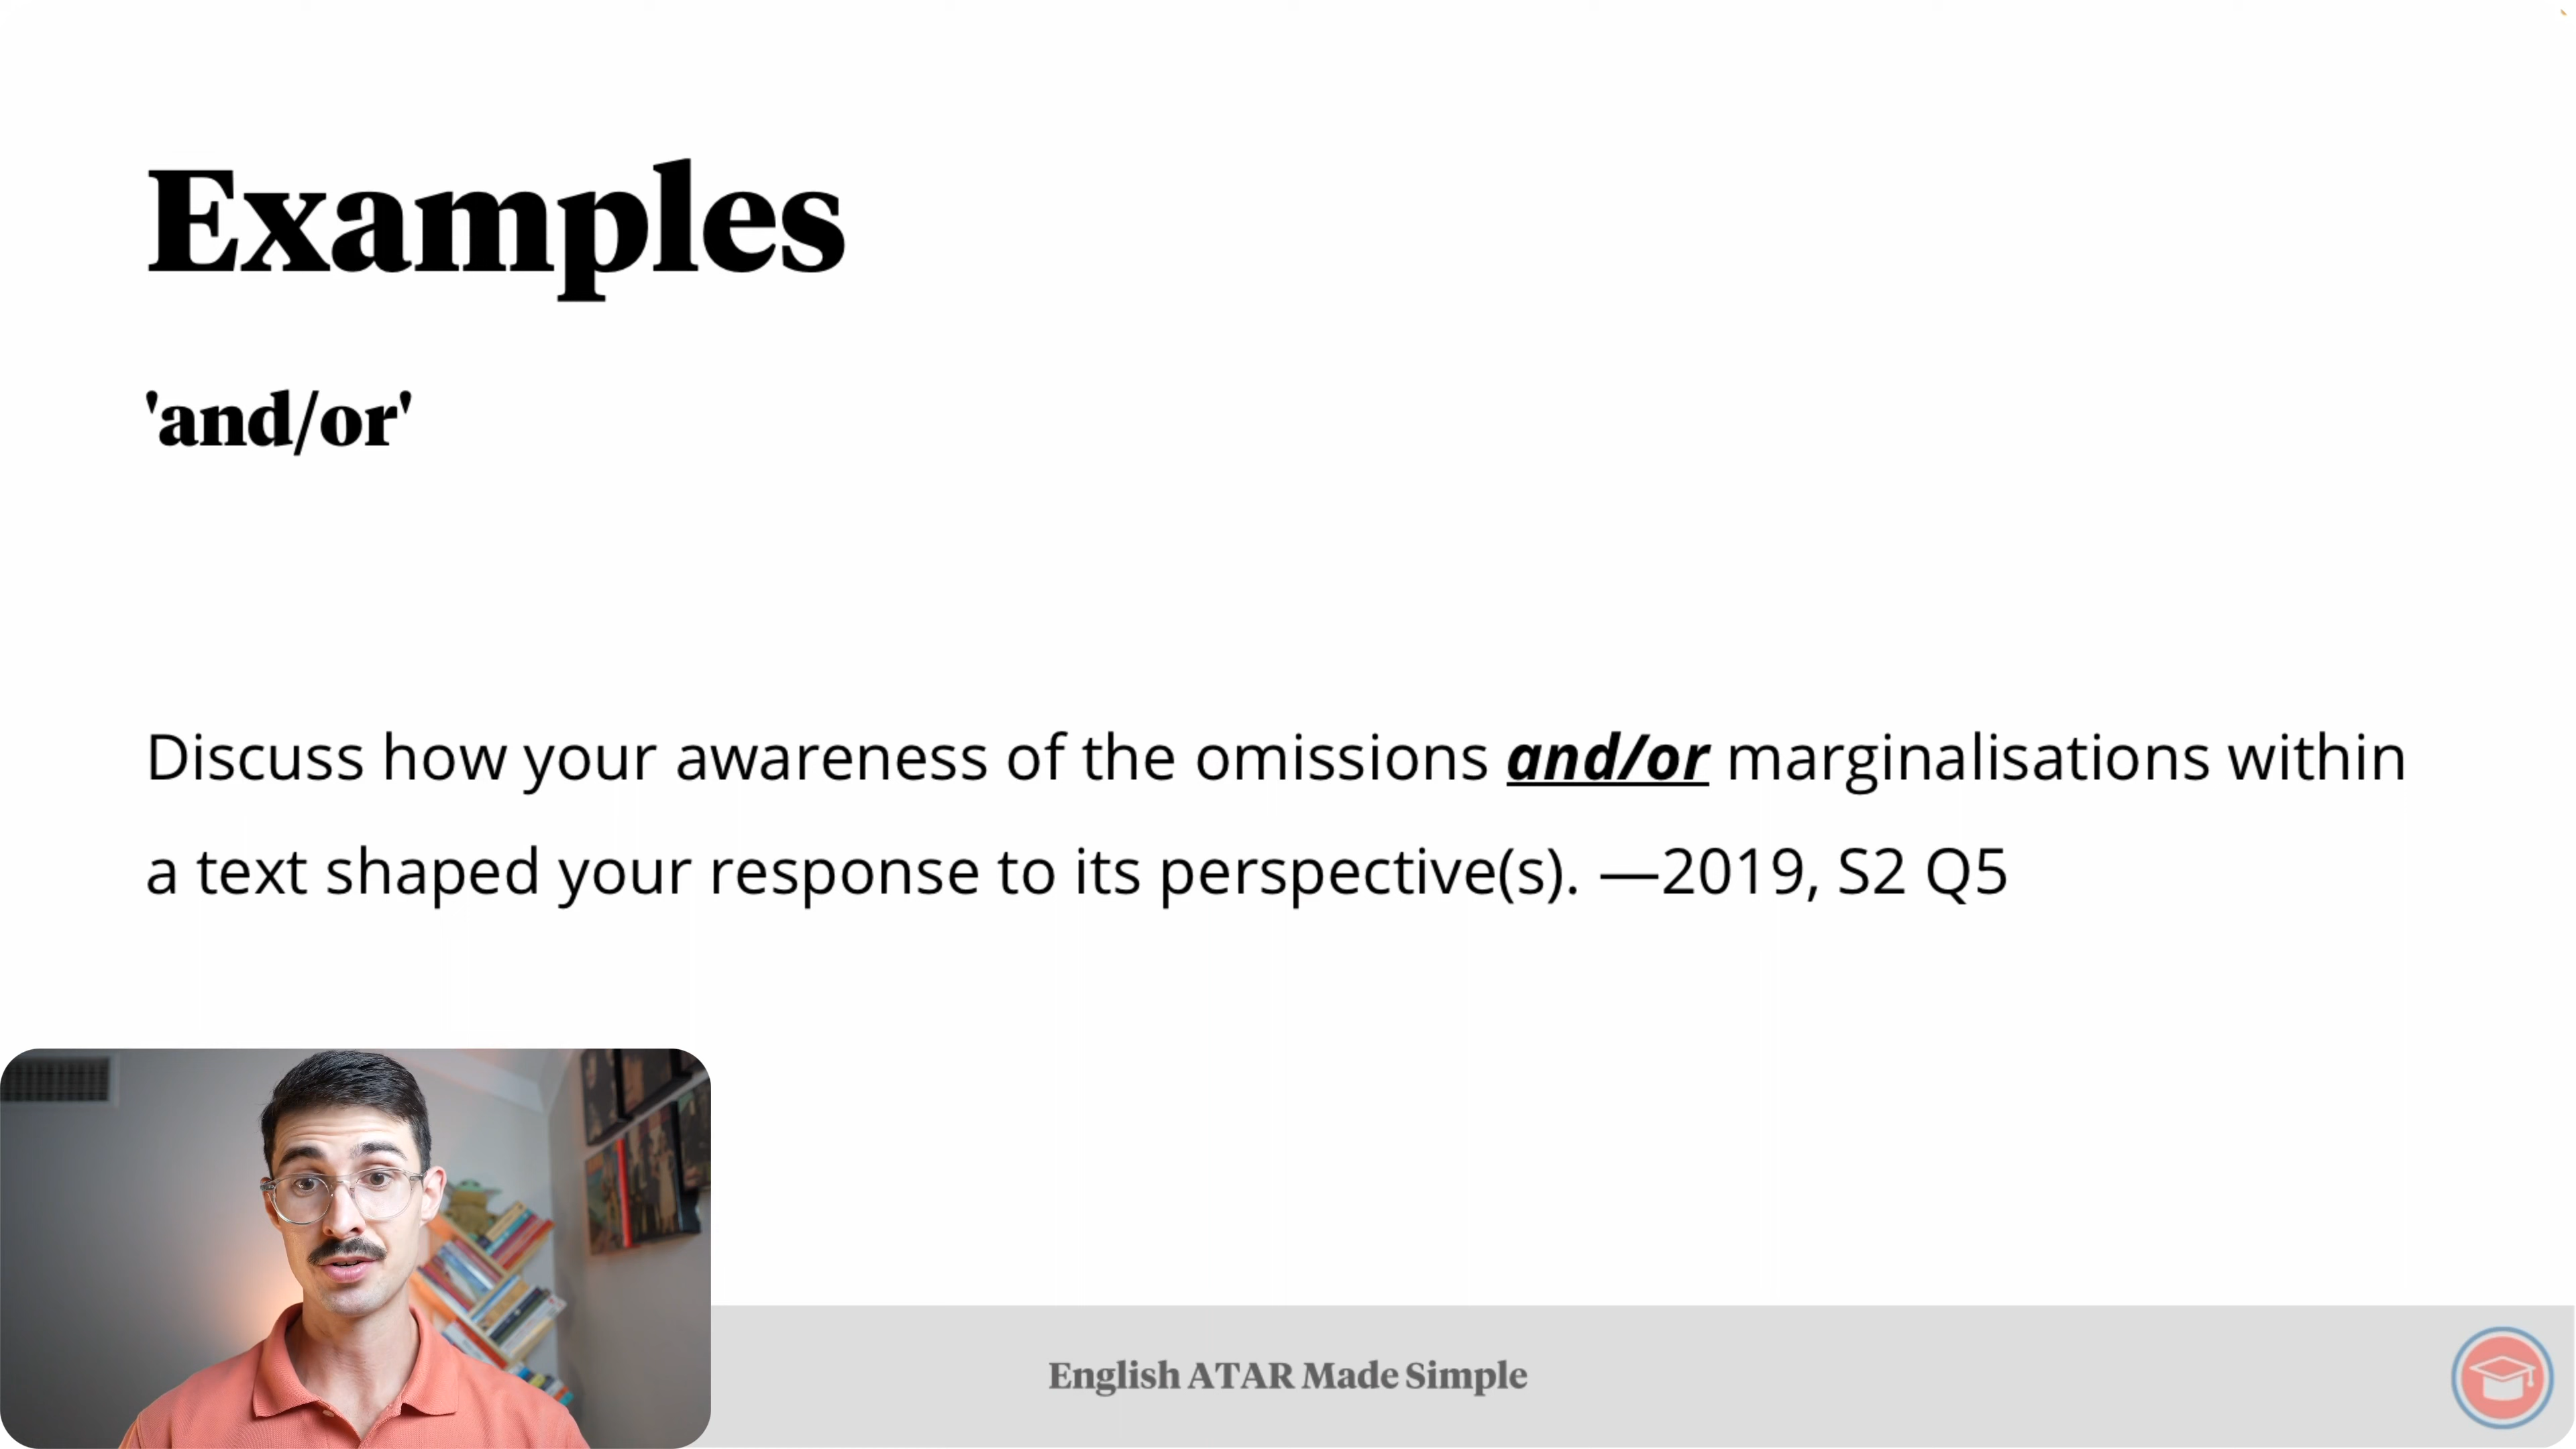 Examples
'and/or'
Discuss how your awareness of the omissions and/or marginalisations within
a text shaped your response to its perspective(s). —2019, S2 Q5
English ATAR Made Simple